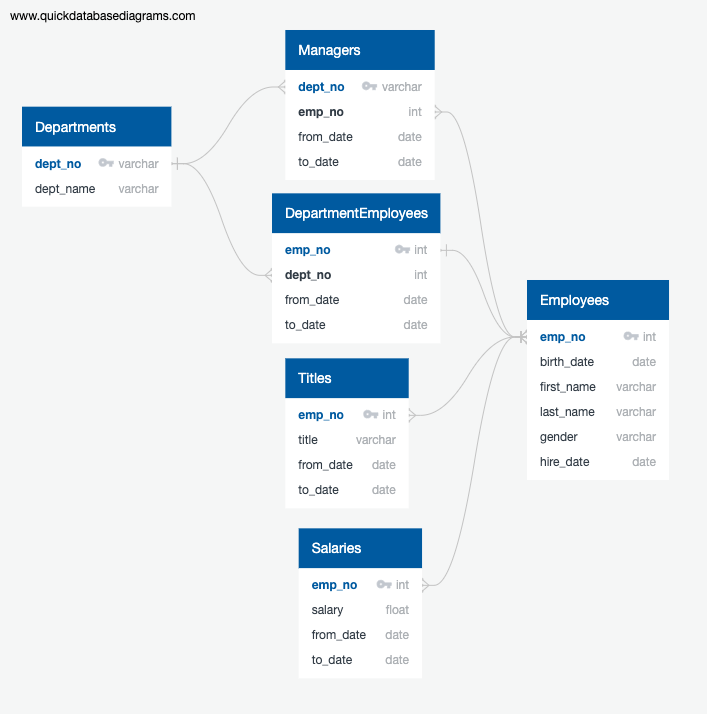 www.quickdatabasediagrams.com
Managers
dept_no varchar
emp_no int
from_date date
to_date date
Departments
dept_no varchar
dept_name varchar
DepartmentEmployees
emp_no int
dept_no int
from_date date
to_date date
Employees
emp_no int
birth_date date
first_name varchar
last_name varchar
gender varchar
hire_date date
Titles
emp_no int
title varchar
from_date date
to_date date
Salaries
emp_no int
salary float
from_date date
to_date date